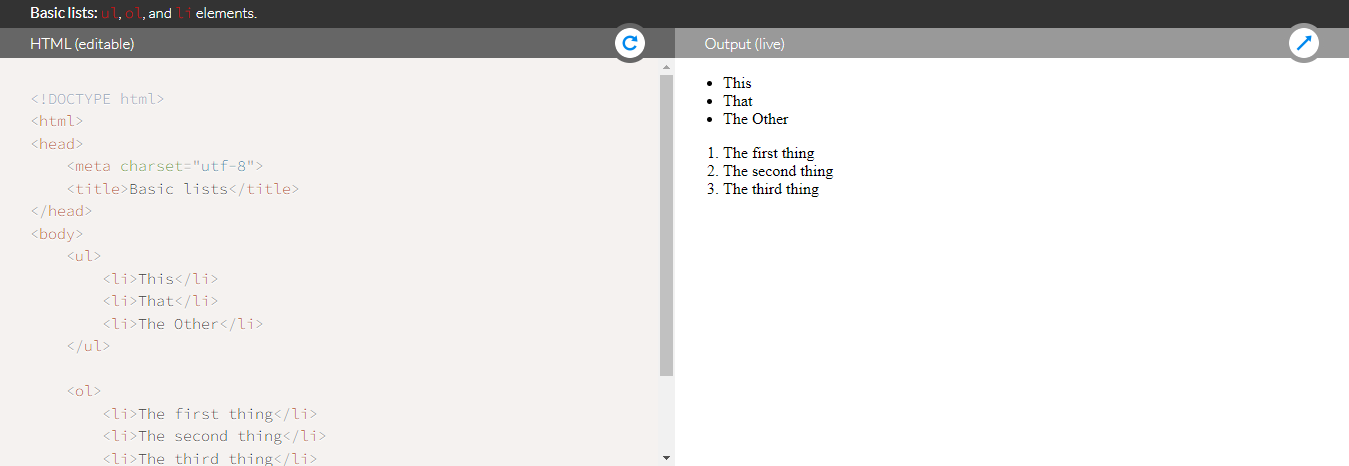 Basic lists: ul, ol, and li elements.
HTML (editable)
<!DOCTYPE html>
<html>
<head>
    <meta charset="utf-8">
    <title>Basic lists</title>
</head>
<body>
    <ul>
        <li>This</li>
        <li>That</li>
        <li>The Other</li>
    </ul>
    <ol>
        <li>The first thing</li>
        <li>The second thing</li>
        <li>The third thing</li>
Output (live)
• This
• That
• The Other
1. The first thing
2. The second thing
3. The third thing